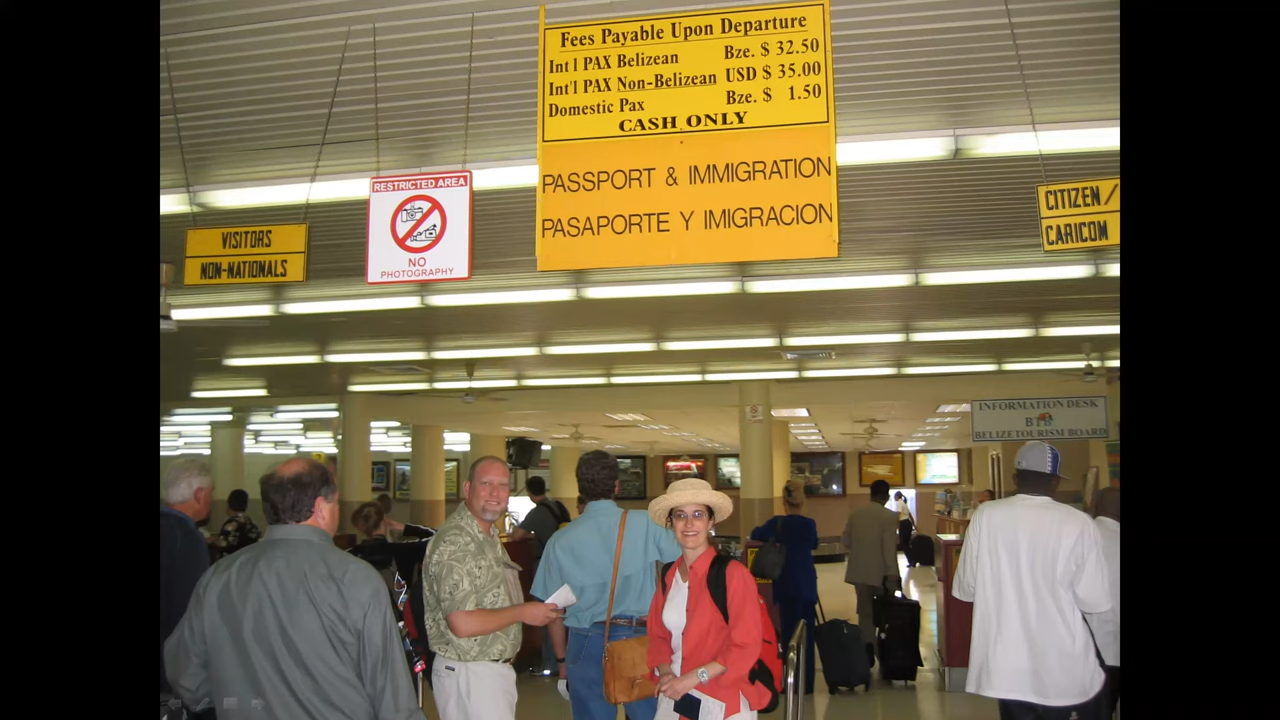 Fees Payable Upon Departure
Int'l PAX Belizean Bze. $ 32.50
Int'l PAX Non-Belizean USD $ 35.00
Domestic Pax Bze. $ 1.50
CASH ONLY
PASSPORT & IMMIGRATION
PASAPORTE Y IMIGRACION
RESTRICTED AREA
NO
PHOTOGRAPHY
VISITORS
NON-NATIONALS
CITIZEN /
CARICOM
INFORMATION DESK
BTB
BELIZE TOURISM BOARD